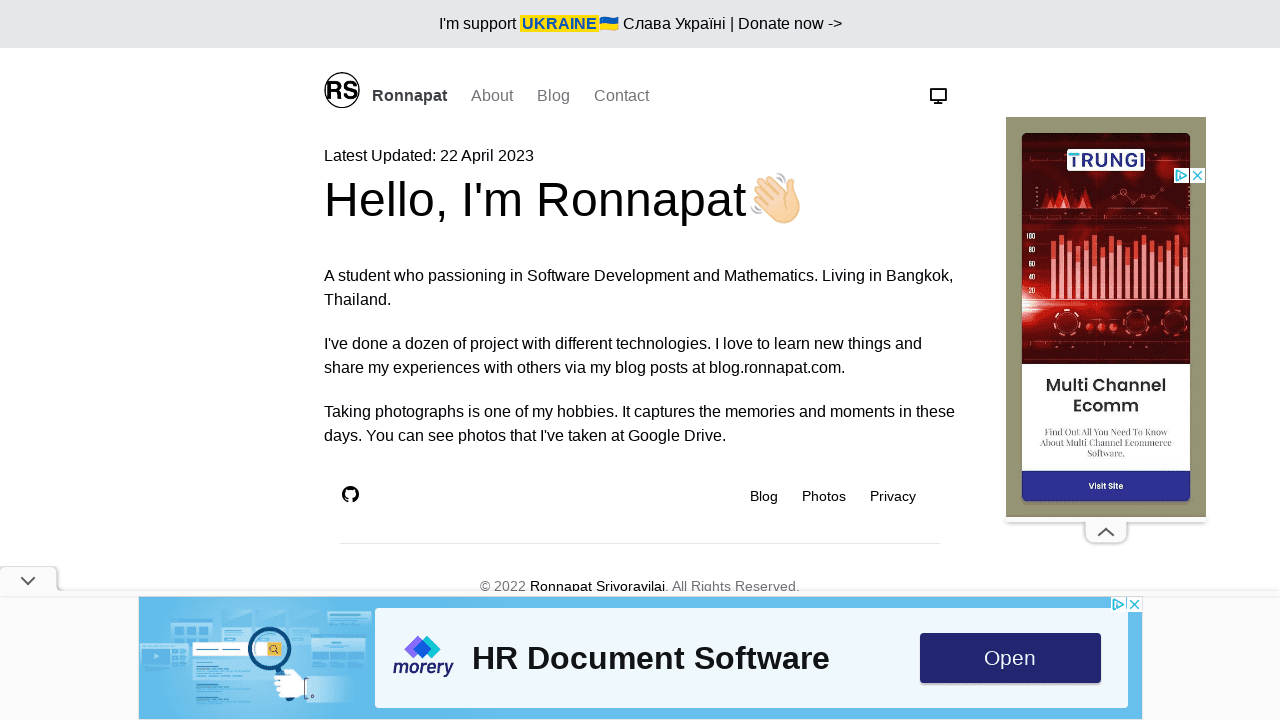 I'm support UKRAINE🇺🇦 Слава Україні | Donate now ->
RS Ronnapat About Blog Contact
Latest Updated: 22 April 2023
Hello, I'm Ronnapat👋🏻
A student who passioning in Software Development and Mathematics. Living in Bangkok,
Thailand.
I've done a dozen of project with different technologies. I love to learn new things and
share my experiences with others via my blog posts at blog.ronnapat.com.
Taking photographs is one of my hobbies. It captures the memories and moments in these
days. You can see photos that I've taken at Google Drive.
Blog Photos Privacy
© 2022 Ronnapat Srivoravilai. All Rights Reserved.
TRUNGI
100
80
60
40
20
Multi Channel
Ecomm
Find Out All You Need To Know
About Multi Channel Ecommerce
Software.
Visit Site
morery
HR Document Software
Open